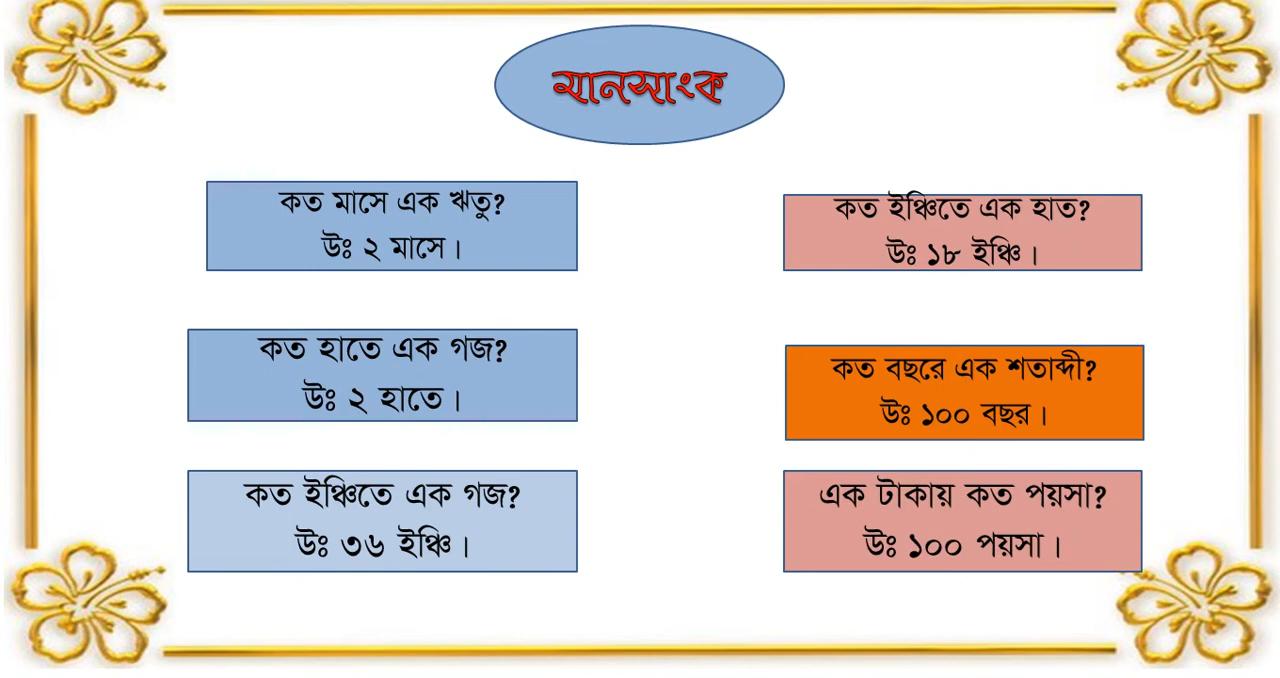 মানসাংক
কত মাসে এক ঋতু?
উঃ ২ মাসে।
কত হাতে এক গজ?
উঃ ২ হাতে।
কত ইঞ্চিতে এক গজ?
উঃ ৩৬ ইঞ্চি।
কত ইঞ্চিতে এক হাত?
উঃ ১৮ ইঞ্চি।
কত বছরে এক শতাব্দী?
উঃ ১০০ বছর।
এক টাকায় কত পয়সা?
উঃ ১০০ পয়সা।